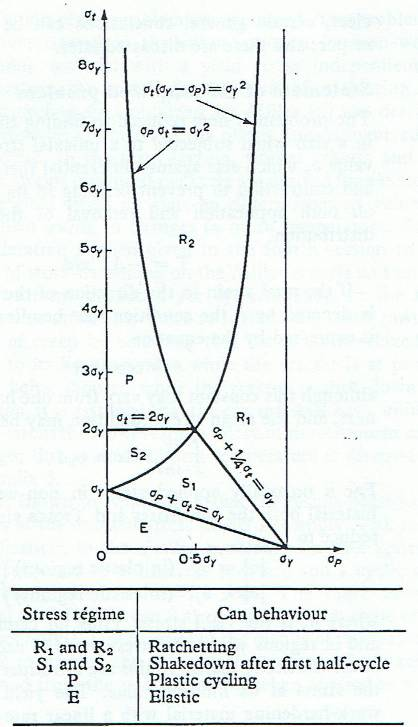 σt
8σY
σt(σY − σP) = σY²
7σY
σP σt = σY²
6σY
R2
5σY
4σY
3σY
P
σt = 2σY
R1
2σY
σP + ¼σt = σY
S2
S1
σY
σP + σt = σY
E
O
0·5σY
σY
σP
Stress régime
Can behaviour
R1 and R2
Ratchetting
S1 and S2
Shakedown after first half-cycle
P
Plastic cycling
E
Elastic